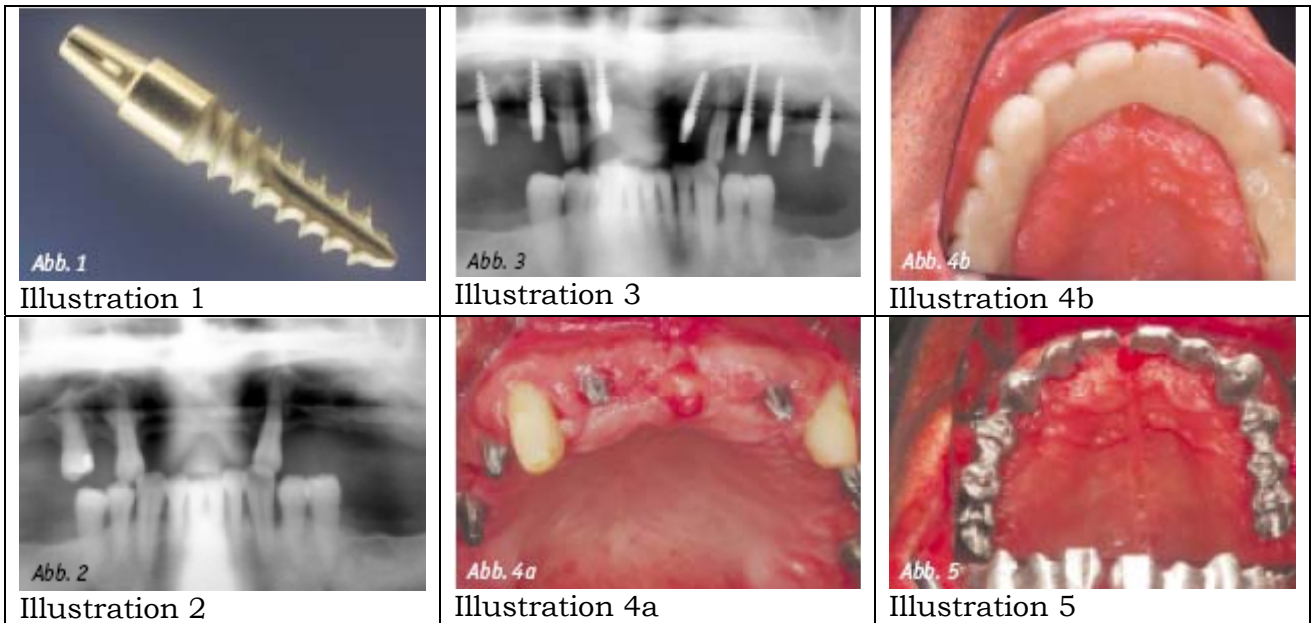 Abb. 1
Illustration 1
Abb. 3
Illustration 3
Abb. 4b
Illustration 4b
Abb. 2
Illustration 2
Abb. 4a
Illustration 4a
Abb. 5
Illustration 5